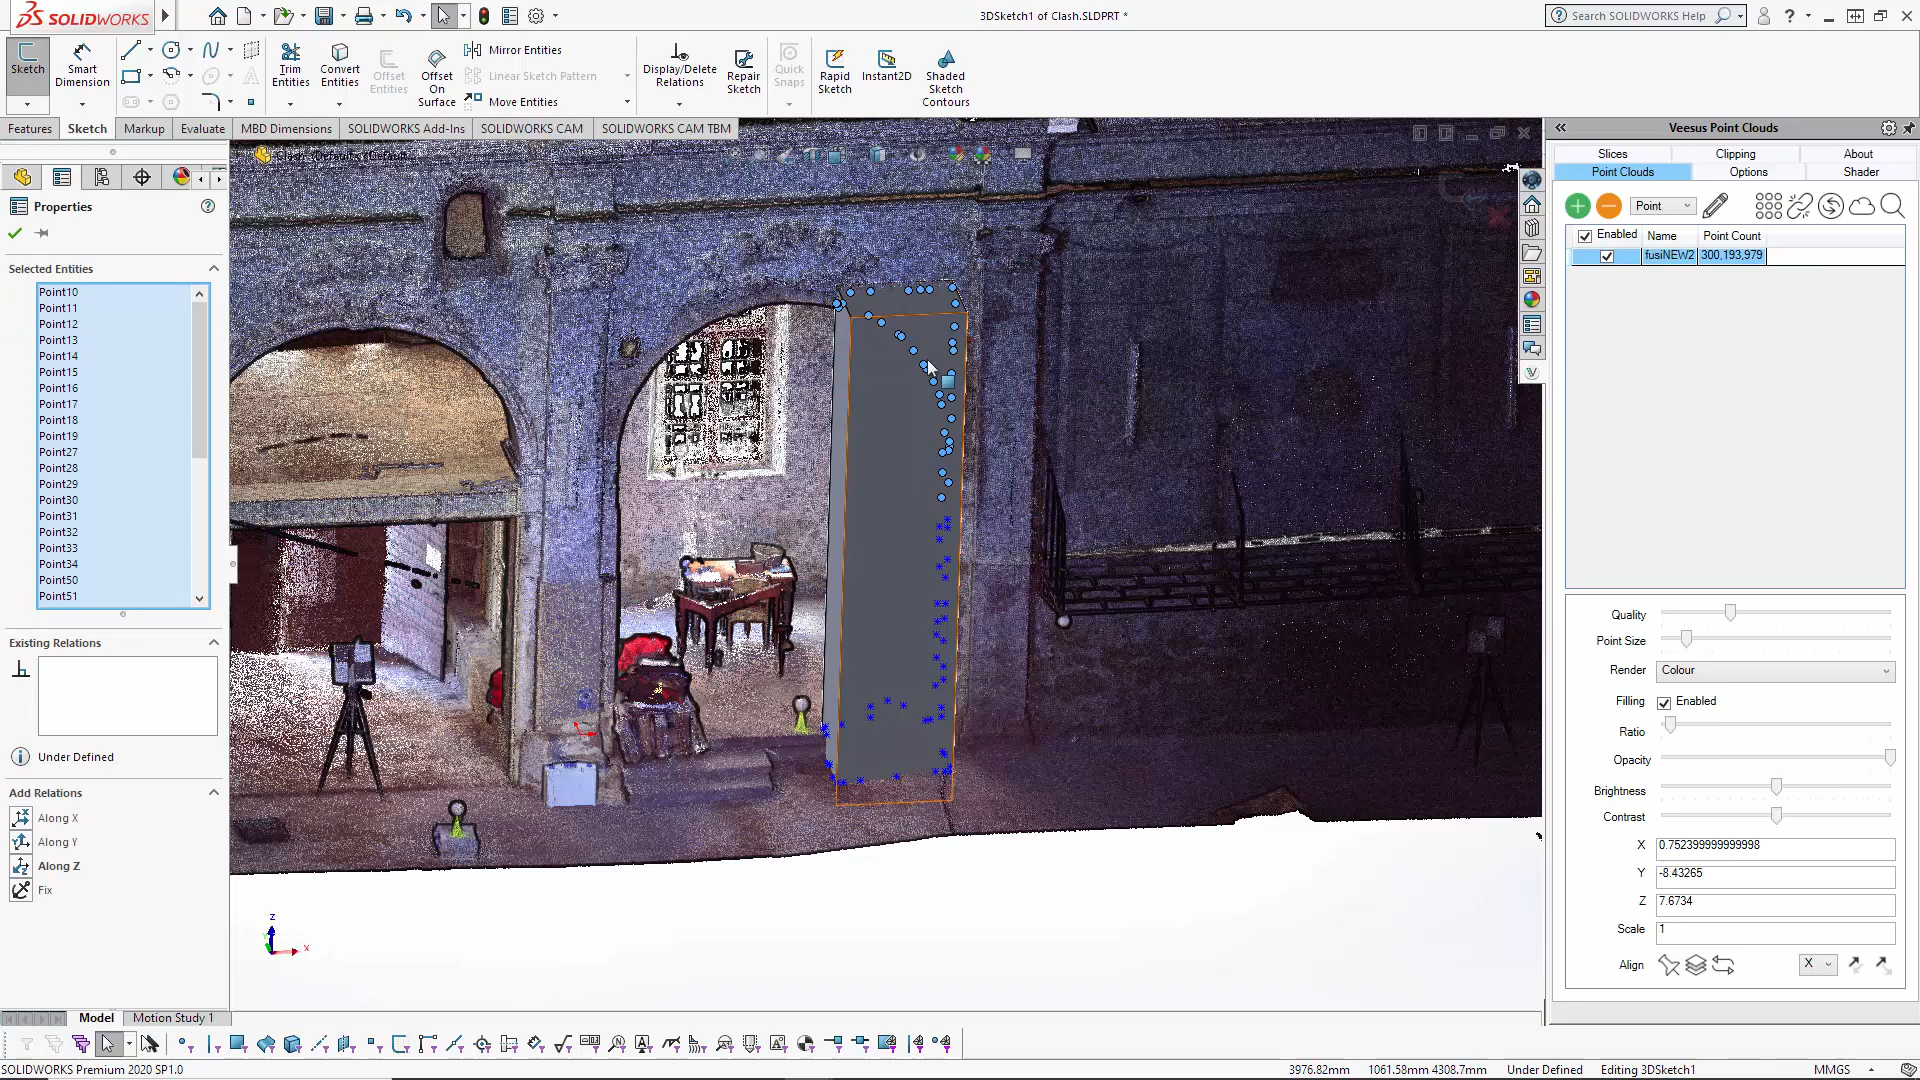 SOLIDWORKS
3DSketch1 of Clash.SLDPRT *
Search SOLIDWORKS Help
Sketch
Smart Dimension
Trim Entities
Convert Entities
Offset Entities
Offset On Surface
Mirror Entities
Linear Sketch Pattern
Move Entities
Display/Delete Relations
Repair Sketch
Quick Snaps
Rapid Sketch
Instant2D
Shaded Sketch Contours
Features
Sketch
Markup
Evaluate
MBD Dimensions
SOLIDWORKS Add-Ins
SOLIDWORKS CAM
SOLIDWORKS CAM TBM
Properties
Selected Entities
Point10
Point11
Point12
Point13
Point14
Point15
Point16
Point17
Point18
Point19
Point27
Point28
Point29
Point30
Point31
Point32
Point33
Point34
Point50
Point51
Existing Relations
Under Defined
Add Relations
Along X
Along Y
Along Z
Fix
Z
X
Veesus Point Clouds
Slices
Clipping
About
Point Clouds
Options
Shader
Point
Enabled
Name
Point Count
fusiNEW2
300,193,979
Quality
Point Size
Render
Colour
Filling
Enabled
Ratio
Opacity
Brightness
Contrast
X
0.752399999999998
Y
-8.43265
Z
7.6734
Scale
1
Align
X
Model
Motion Study 1
SOLIDWORKS Premium 2020 SP1.0
3976.82mm
1061.58mm 4308.7mm
Under Defined
Editing 3DSketch1
MMGS